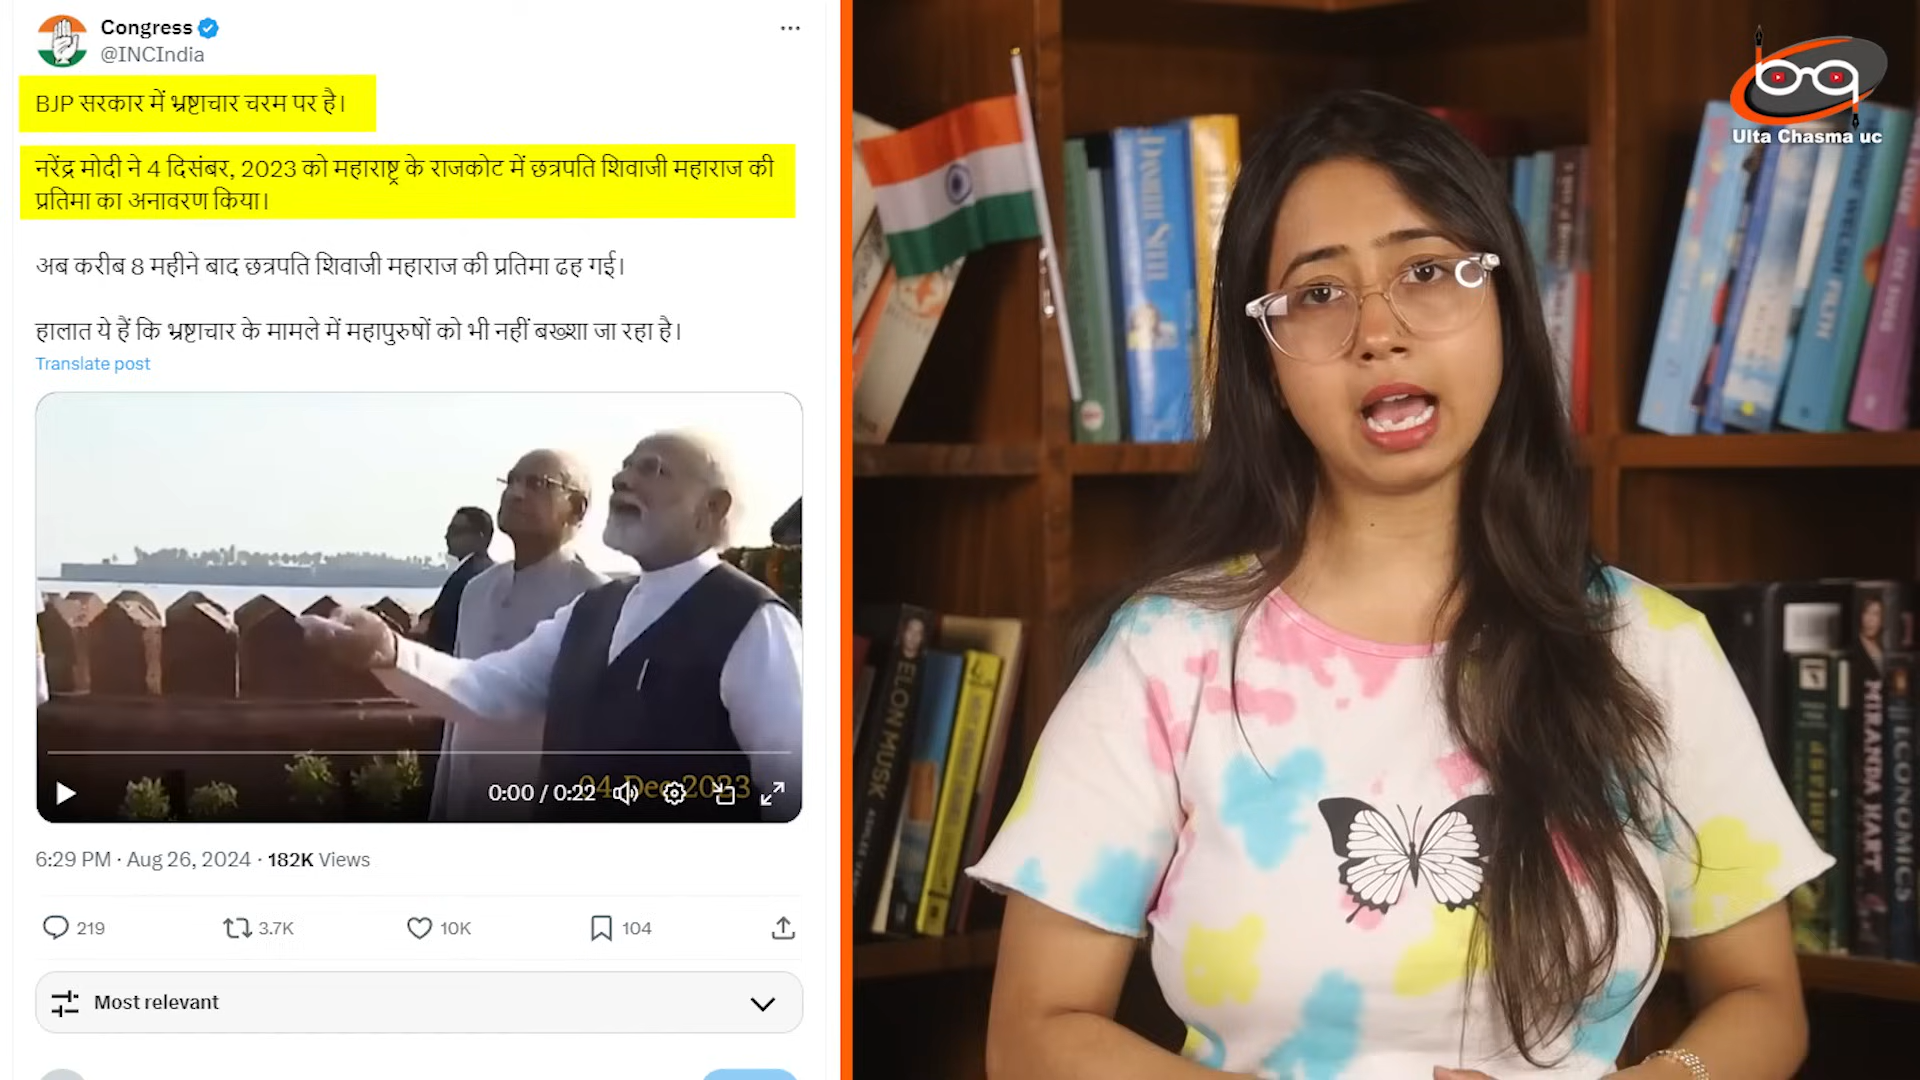 Congress
@INCIndia
BJP सरकार में भ्रष्टाचार चरम पर है।
नरेंद्र मोदी ने 4 दिसंबर, 2023 को महाराष्ट्र के राजकोट में छत्रपति शिवाजी महाराज की
प्रतिमा का अनावरण किया।
अब करीब 8 महीने बाद छत्रपति शिवाजी महाराज की प्रतिमा ढह गई।
हालात ये हैं कि भ्रष्टाचार के मामले में महापुरुषों को भी नहीं बख्शा जा रहा है।
Translate post
04 Dec 2023
0:00 / 0:22
6:29 PM · Aug 26, 2024 · 182K Views
219 3.7K 10K 104
Most relevant
Ulta Chasma uc
ELON MUSK
MIRANDA HART
ECONOMICS